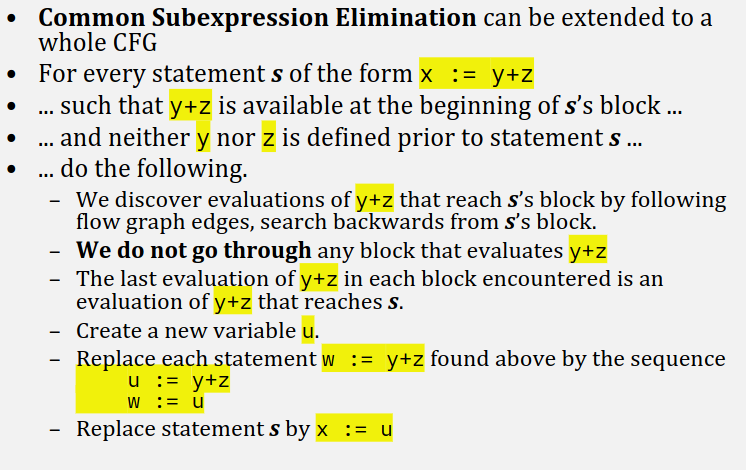 • Common Subexpression Elimination can be extended to a
whole CFG
• For every statement s of the form x := y+z
• ... such that y+z is available at the beginning of s's block ...
• ... and neither y nor z is defined prior to statement s ...
• ... do the following.
– We discover evaluations of y+z that reach s's block by following
flow graph edges, search backwards from s's block.
– We do not go through any block that evaluates y+z
– The last evaluation of y+z in each block encountered is an
evaluation of y+z that reaches s.
– Create a new variable u.
– Replace each statement w := y+z found above by the sequence
u := y+z
w := u
– Replace statement s by x := u